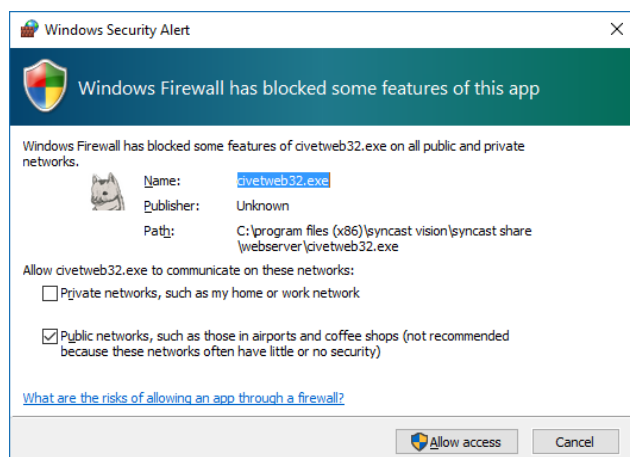 Windows Security Alert
Windows Firewall has blocked some features of this app
Windows Firewall has blocked some features of civetweb32.exe on all public and private
networks.
Name: civetweb32.exe
Publisher: Unknown
Path: C:\program files (x86)\syncast vision\syncast share
\webserver\civetweb32.exe
Allow civetweb32.exe to communicate on these networks:
Private networks, such as my home or work network
Public networks, such as those in airports and coffee shops (not recommended
because these networks often have little or no security)
What are the risks of allowing an app through a firewall?
Allow access Cancel